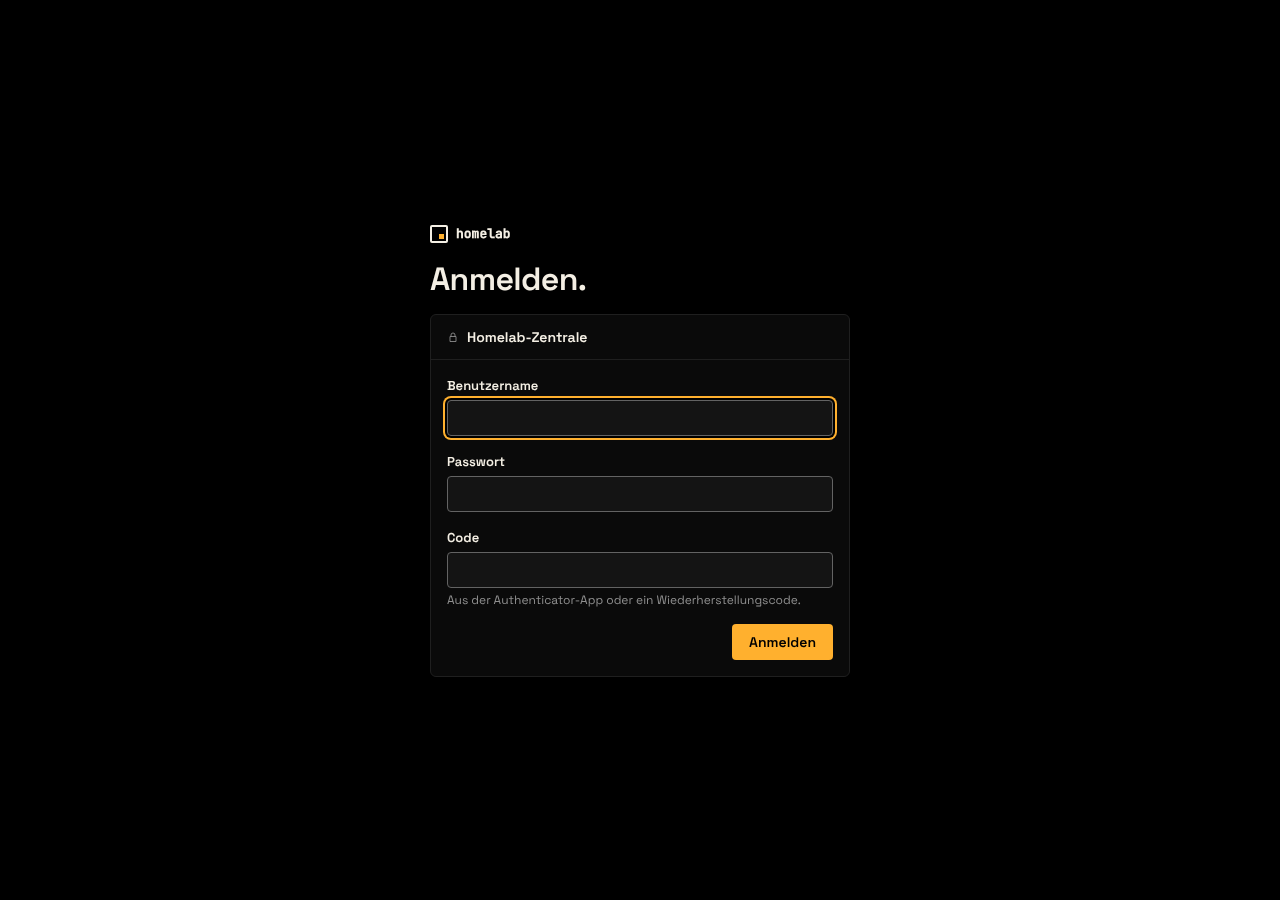 homelab
Anmelden.
Homelab-Zentrale
Benutzername
Passwort
Code
Aus der Authenticator-App oder ein Wiederherstellungscode.
Anmelden